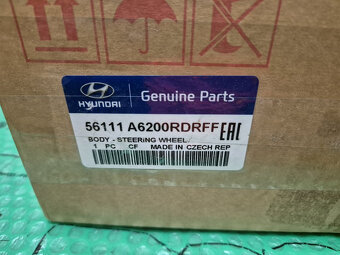 HYUNDAI
Genuine Parts
56111 A6200RDRFF EAC
BODY - STEERING WHEEL
1 PC CF MADE IN CZECH REP